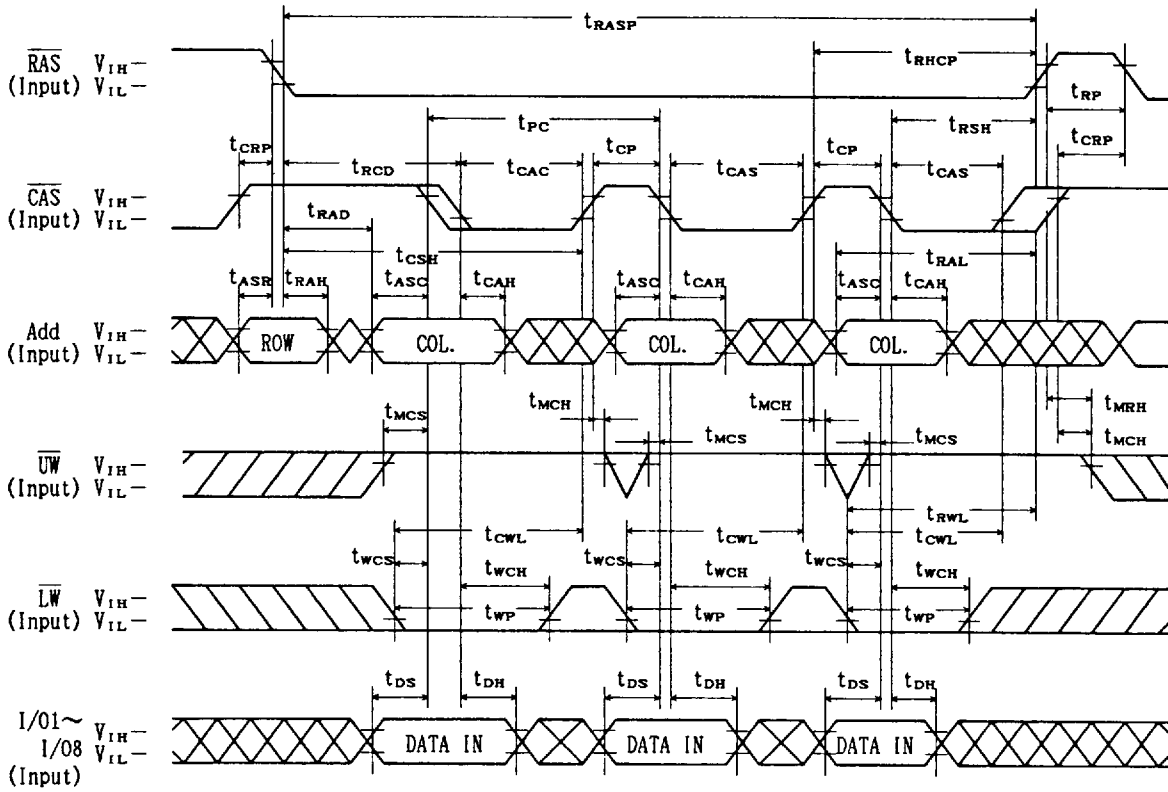 tRASP
RAS VIH
(Input) VIL
tRHCP
tRP
tPC
tRSH
tCRP
tRCD
tCAC
tCP
tCAS
tCP
tCAS
tCRP
CAS VIH
(Input) VIL
tRAD
tCSH
tRAL
tASR
tRAH
tASC
tCAH
tASC
tCAH
tASC
tCAH
Add VIH
(Input) VIL
ROW
COL.
COL.
COL.
tMCS
tMCH
tMCS
tMCH
tMCS
tMRH
tMCH
UW VIH
(Input) VIL
tRWL
tCWL
tCWL
tCWL
tWCS
tWCH
tWCS
tWCH
tWCS
tWCH
LW VIH
(Input) VIL
tWP
tWP
tWP
tDS
tDH
tDS
tDH
tDS
tDH
I/O1~ VIH
I/O8 VIL
(Input)
DATA IN
DATA IN
DATA IN